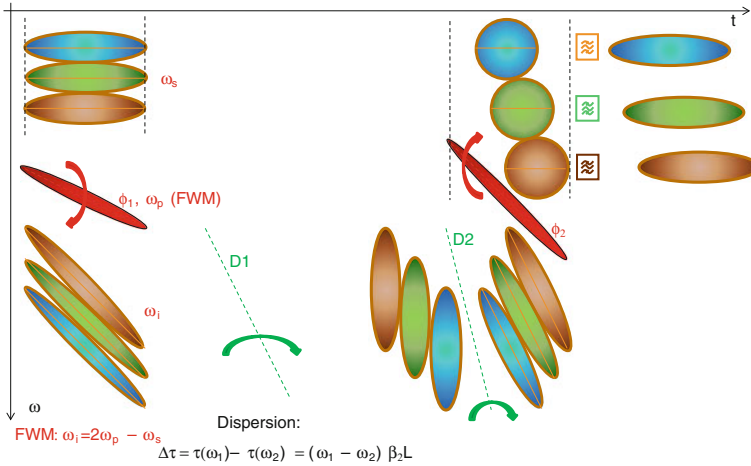 t
ωs
ϕ1, ωp (FWM)
ϕ2
D1
D2
ωi
ω
FWM: ωi=2ωp − ωs
Dispersion:
Δτ = τ(ω1)− τ(ω2) = (ω1 − ω2) β2L